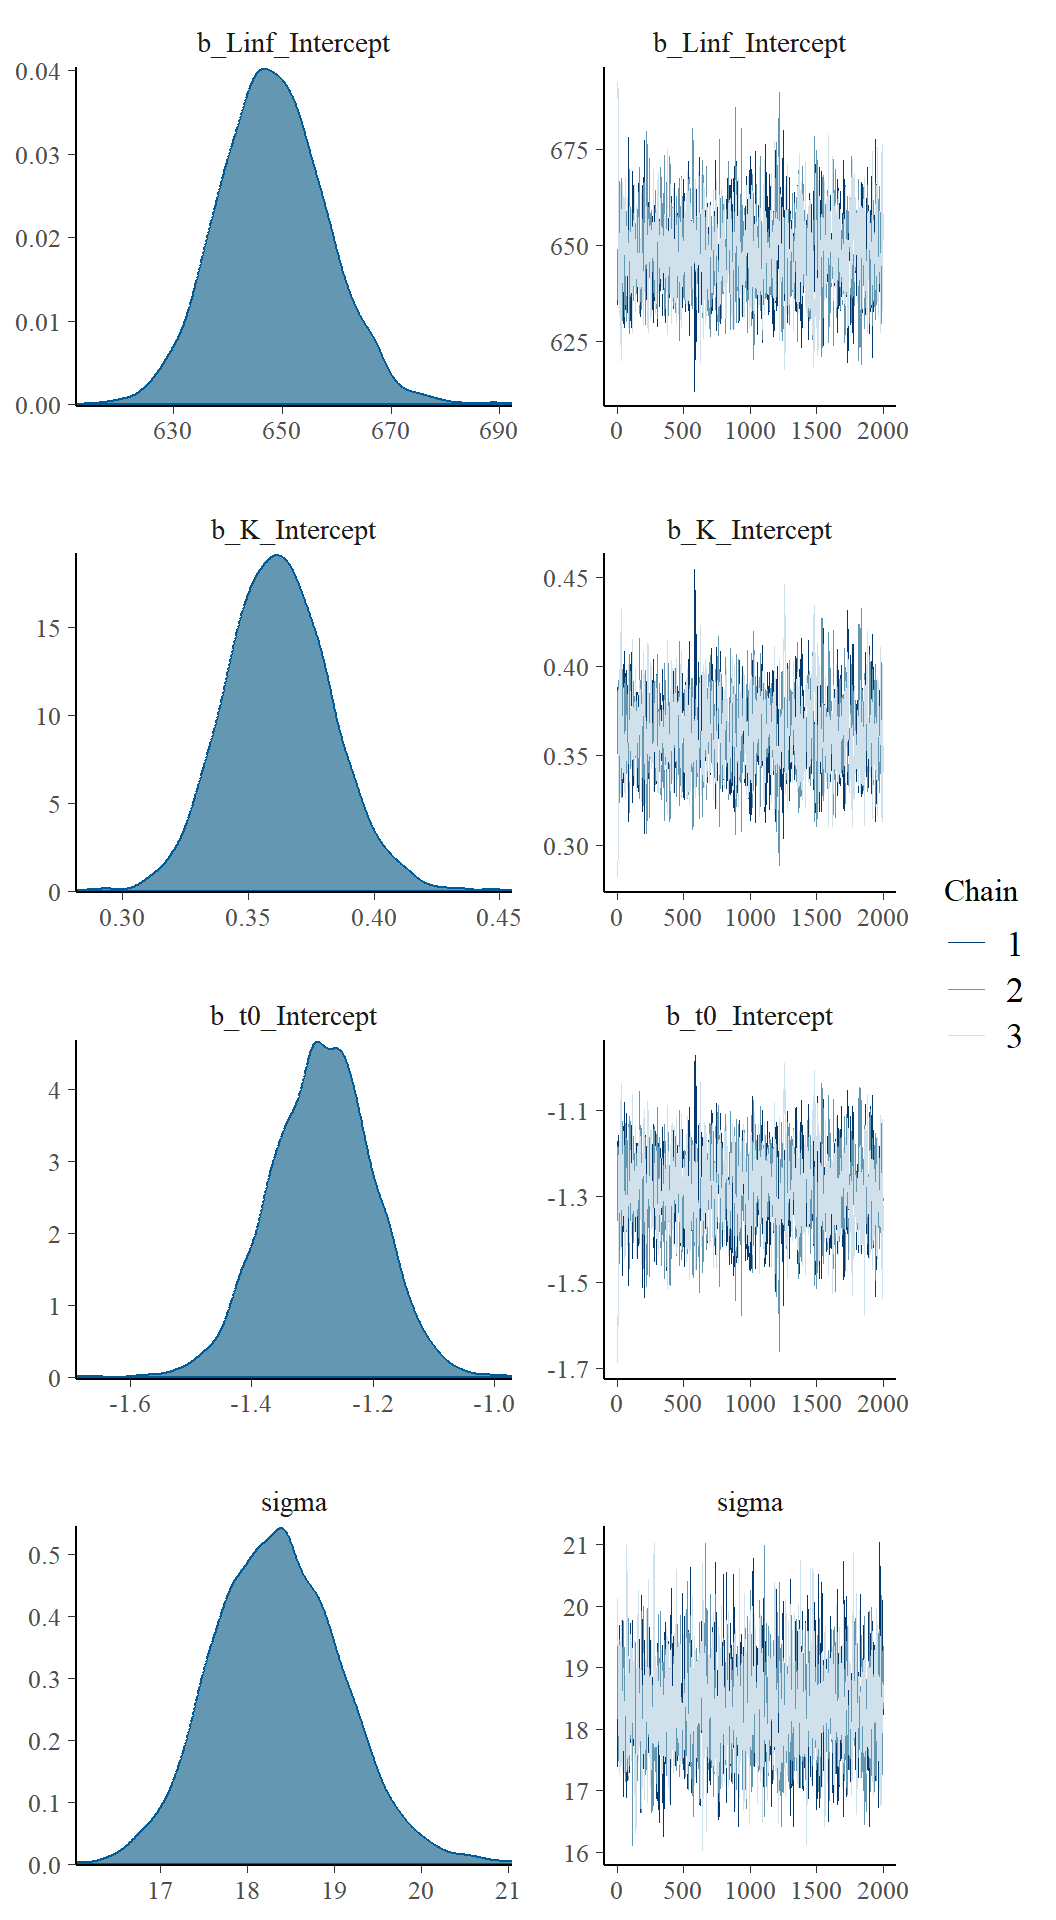 b_Linf_Intercept
0.04
0.03
0.02
0.01
0.00
630 650 670 690
b_Linf_Intercept
675
650
625
0 500 1000 1500 2000
b_K_Intercept
15
10
5
0
0.30 0.35 0.40 0.45
b_K_Intercept
0.45
0.40
0.35
0.30
0 500 1000 1500 2000
b_t0_Intercept
4
3
2
1
0
-1.6 -1.4 -1.2 -1.0
b_t0_Intercept
-1.1
-1.3
-1.5
-1.7
0 500 1000 1500 2000
sigma
0.5
0.4
0.3
0.2
0.1
0.0
17 18 19 20 21
sigma
21
20
19
18
17
16
0 500 1000 1500 2000
Chain
1
2
3